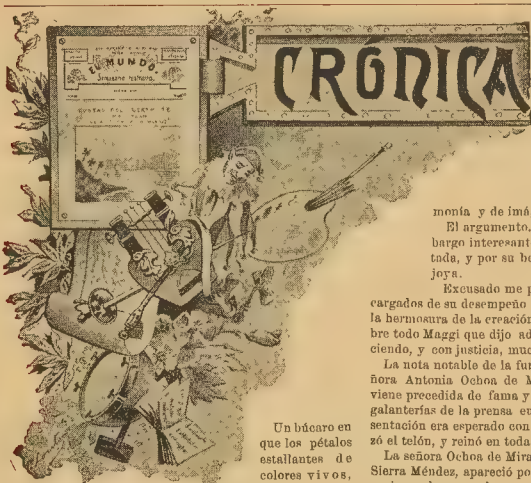 EL MUNDO
CRÓNICA
Un búcaro en
que los pétalos
estallantes de
colores vivos,
monía y de imá
El argumento,
bargo interesant
tada, y por su be
joya.
Excusado me p
cargados de su desempeño
la hermosura de la creación
bre todo Maggi que dijo ad
ciendo, y con justicia, muc
La nota notable de la fun
ñora Antonia Ochoa de M
viene precedida de fama y
galanterías de la prensa eu
sentación era esperado con
zó el telón, y reinó en toda
La señora Ochoa de Mira
Sierra Méndez, apareció po